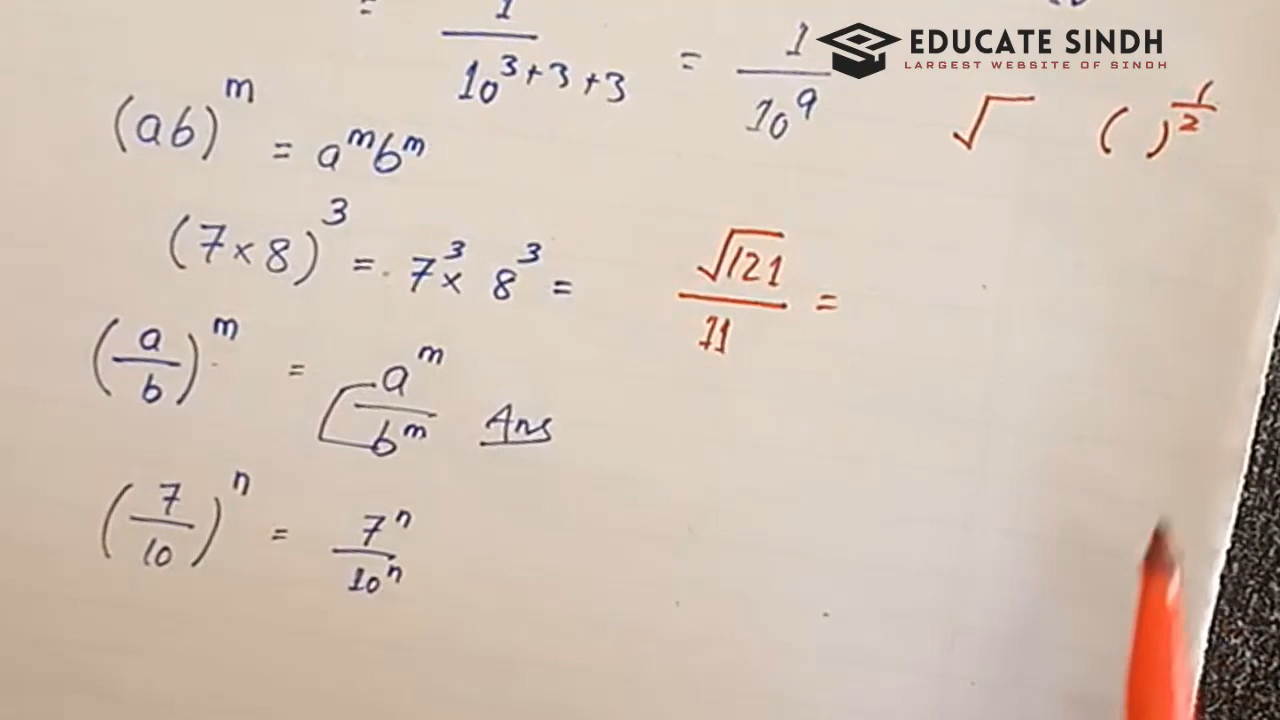 EDUCATE SINDH
LARGEST WEBSITE OF SINDH
= 1/10^(3+3+3) = 1/10^9
√ ( )^(1/2)
(ab)^m = a^m b^m
(7×8)^3 = 7^3 × 8^3 =
√121/11 =
(a/b)^m = a^m/b^m Ans
(7/10)^n = 7^n/10^n